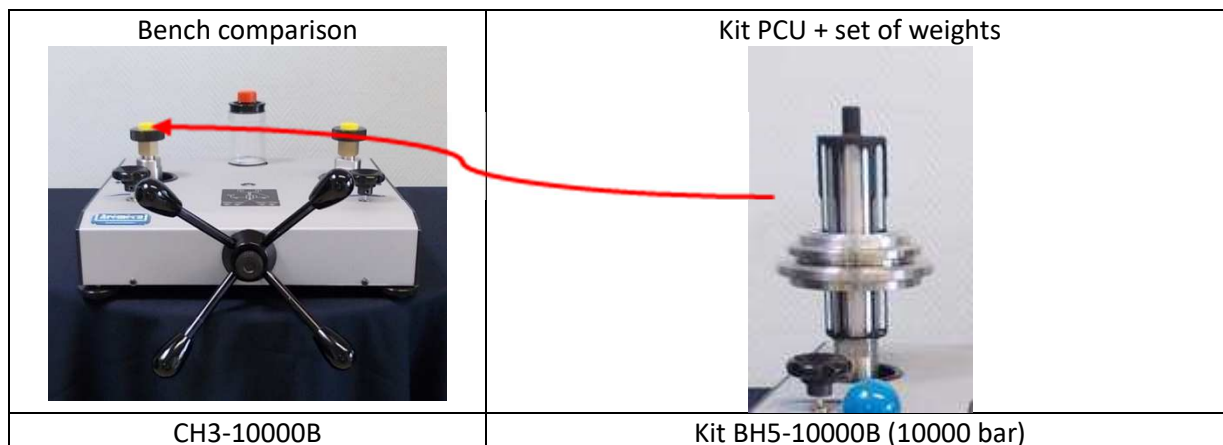 Bench comparison
Kit PCU + set of weights
CH3-10000B
Kit BH5-10000B (10000 bar)